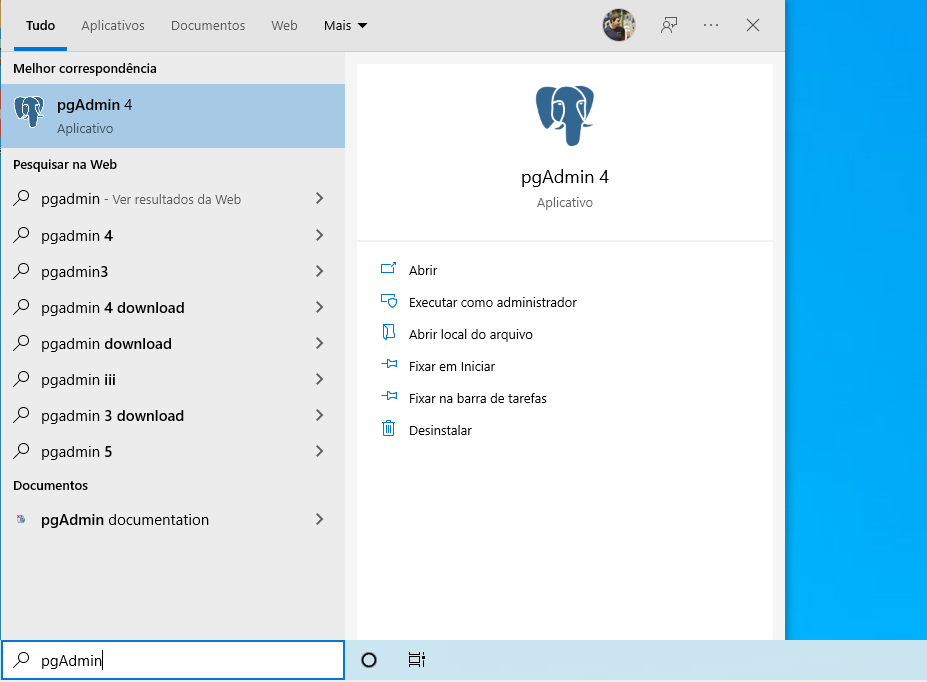 Tudo Aplicativos Documentos Web Mais
Melhor correspondência
pgAdmin 4
Aplicativo
Pesquisar na Web
pgadmin - Ver resultados da Web
pgadmin 4
pgadmin3
pgadmin 4 download
pgadmin download
pgadmin iii
pgadmin 3 download
pgadmin 5
Documentos
pgAdmin documentation
pgAdmin 4
Aplicativo
Abrir
Executar como administrador
Abrir local do arquivo
Fixar em Iniciar
Fixar na barra de tarefas
Desinstalar
pgAdmin